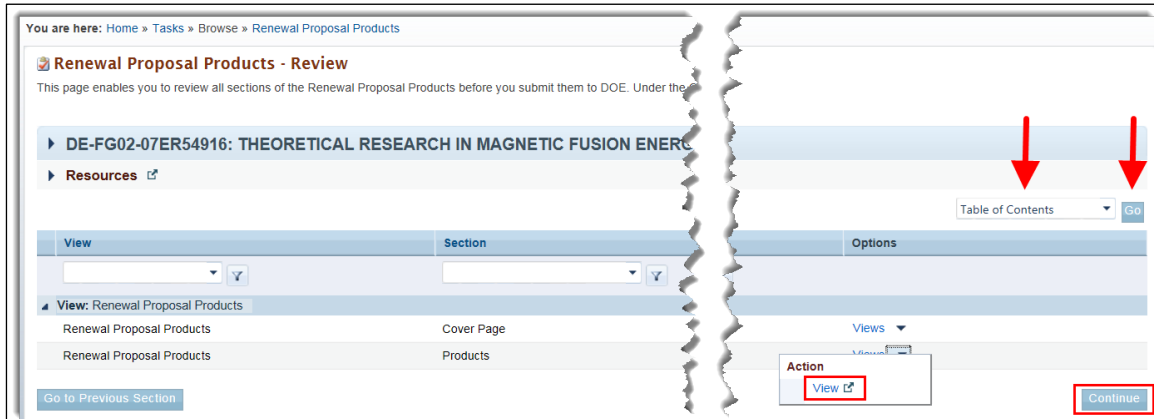 You are here: Home » Tasks » Browse » Renewal Proposal Products
Renewal Proposal Products - Review
This page enables you to review all sections of the Renewal Proposal Products before you submit them to DOE. Under the
DE-FG02-07ER54916: THEORETICAL RESEARCH IN MAGNETIC FUSION ENERG
Resources
Table of Contents Go
View Section Options
View: Renewal Proposal Products
Renewal Proposal Products Cover Page Views
Renewal Proposal Products Products Views
Action
View
Go to Previous Section Continue